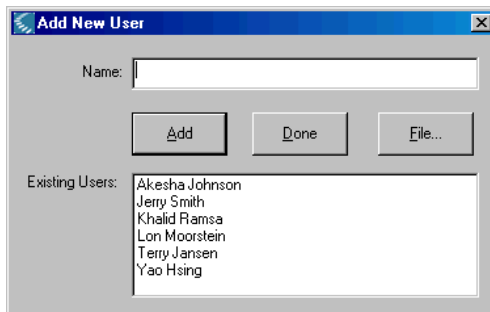 Add New User
Name:
Add Done File...
Existing Users:
Akesha Johnson
Jerry Smith
Khalid Ramsa
Lon Moorstein
Terry Jansen
Yao Hsing